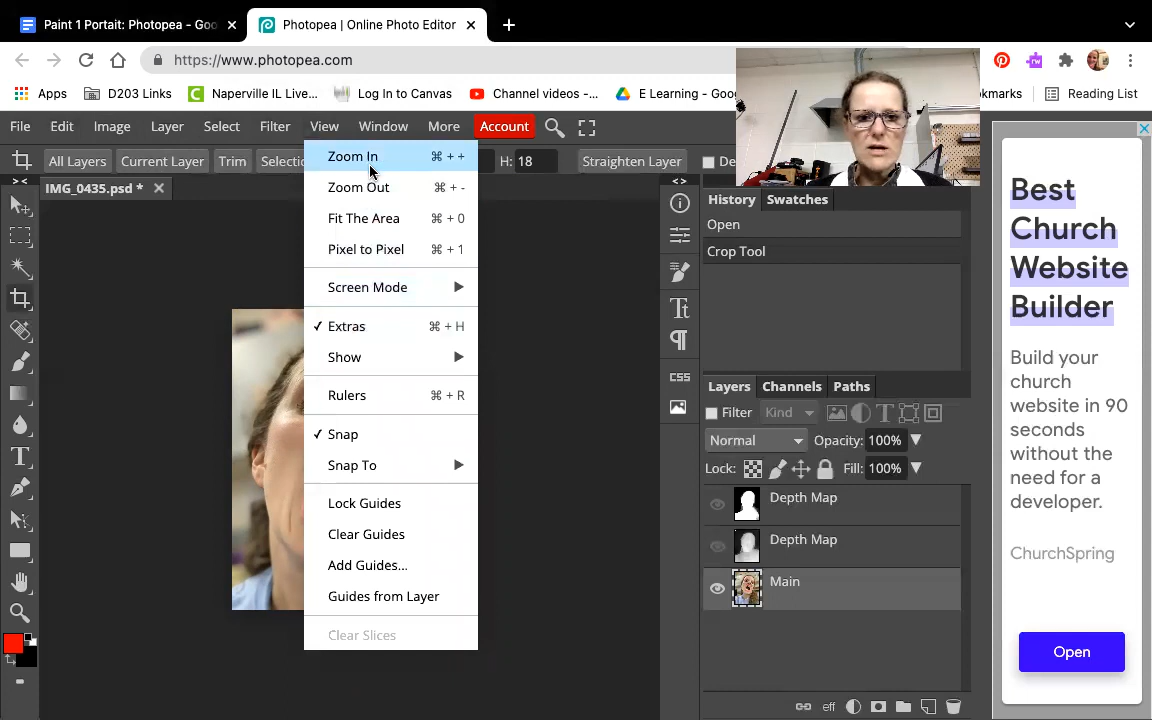 Paint 1 Portait: Photopea - Goo
Photopea | Online Photo Editor
https://www.photopea.com
Apps
D203 Links
Naperville IL Live...
Log In to Canvas
Channel videos -...
E Learning - Goog
okmarks
Reading List
File Edit Image Layer Select Filter View Window More Account
All Layers Current Layer Trim Selectio
H: 18
Straighten Layer
De
IMG_0435.psd *
Zoom In ⌘ + +
Zoom Out ⌘ + -
Fit The Area ⌘ + 0
Pixel to Pixel ⌘ + 1
Screen Mode
Extras ⌘ + H
Show
Rulers ⌘ + R
Snap
Snap To
Lock Guides
Clear Guides
Add Guides...
Guides from Layer
Clear Slices
History Swatches
Open
Crop Tool
CSS
Layers Channels Paths
Filter Kind
Normal Opacity: 100%
Lock: Fill: 100%
Depth Map
Depth Map
Main
eff
Best
Church
Website
Builder
Build your
church
website in 90
seconds
without the
need for a
developer.
ChurchSpring
Open